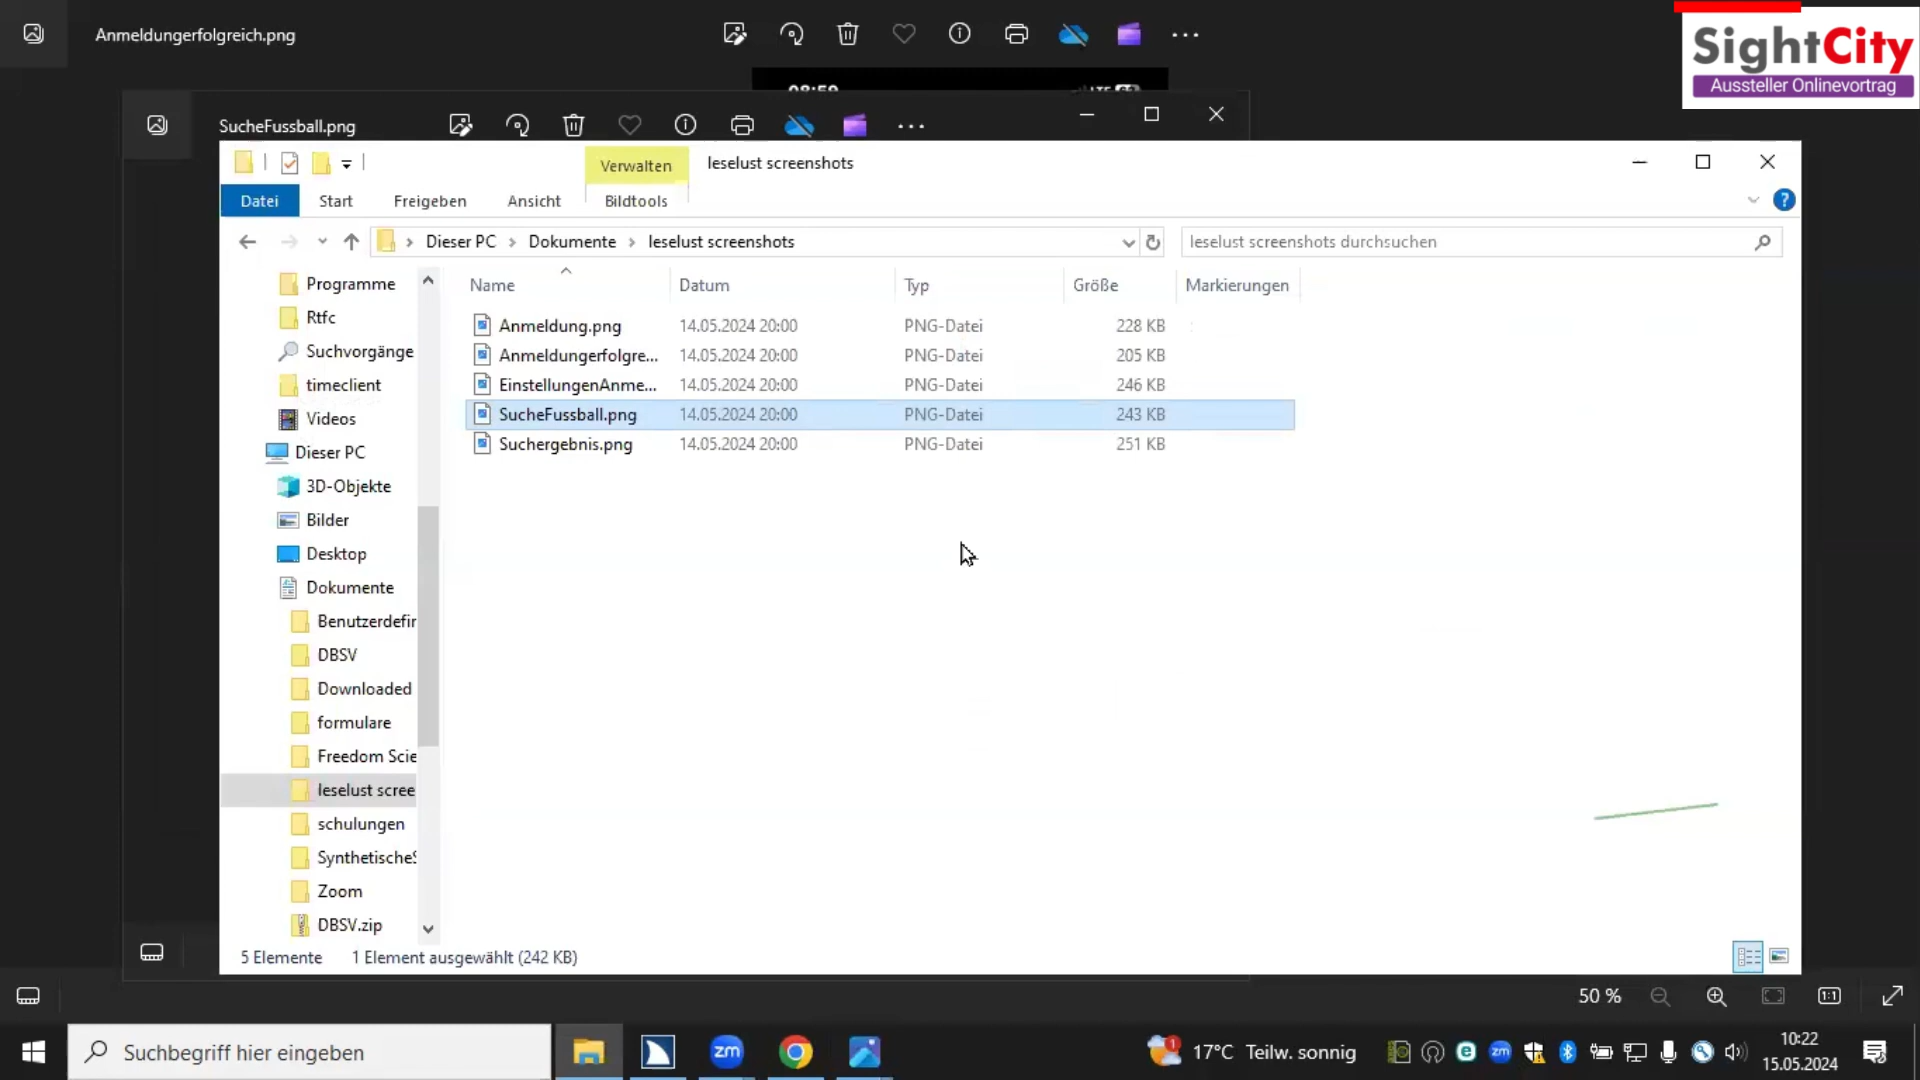 Anmeldungerfolgreich.png
SightCity
Aussteller Onlinevortrag
SucheFussball.png
Verwalten
leselust screenshots
Datei
Start
Freigeben
Ansicht
Bildtools
Dieser PC > Dokumente > leselust screenshots
leselust screenshots durchsuchen
Name Datum Typ Größe Markierungen
Anmeldung.png 14.05.2024 20:00 PNG-Datei 228 KB
Anmeldungerfolgre... 14.05.2024 20:00 PNG-Datei 205 KB
EinstellungenAnme... 14.05.2024 20:00 PNG-Datei 246 KB
SucheFussball.png 14.05.2024 20:00 PNG-Datei 243 KB
Suchergebnis.png 14.05.2024 20:00 PNG-Datei 251 KB
Programme
Rtfc
Suchvorgänge
timeclient
Videos
Dieser PC
3D-Objekte
Bilder
Desktop
Dokumente
Benutzerdefir
DBSV
Downloaded
formulare
Freedom Scie
leselust scree
schulungen
Synthetische
Zoom
DBSV.zip
5 Elemente 1 Element ausgewählt (242 KB)
50 %
1:1
Suchbegriff hier eingeben
zm
1
17°C Teilw. sonnig
zm
10:22
15.05.2024